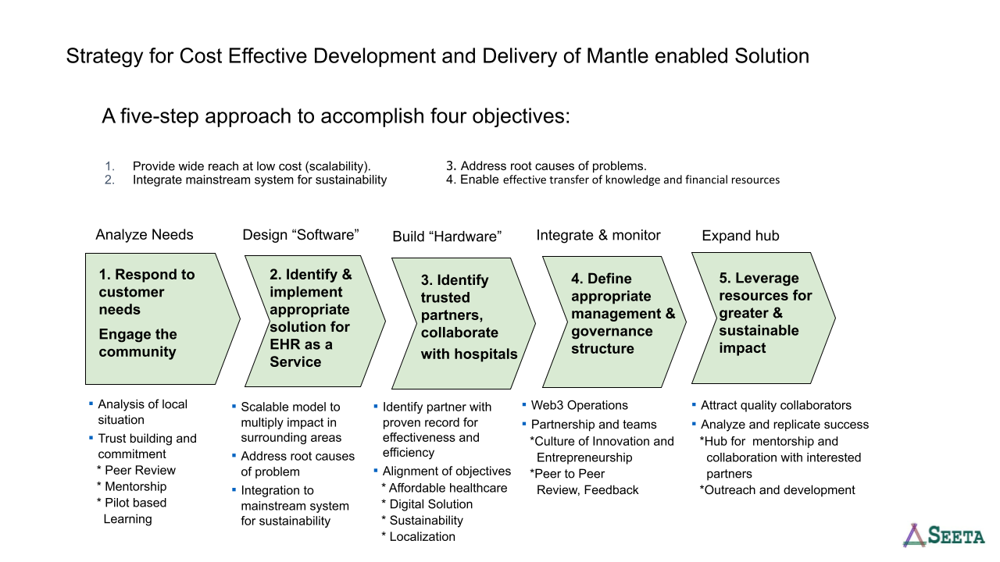 Strategy for Cost Effective Development and Delivery of Mantle enabled Solution
A five-step approach to accomplish four objectives:
1. Provide wide reach at low cost (scalability).
2. Integrate mainstream system for sustainability
3. Address root causes of problems.
4. Enable effective transfer of knowledge and financial resources
Analyze Needs
1. Respond to
customer
needs
Engage the
community
▪ Analysis of local
situation
▪ Trust building and
commitment
* Peer Review
* Mentorship
* Pilot based
Learning
Design “Software”
2. Identify &
implement
appropriate
solution for
EHR as a
Service
▪ Scalable model to
multiply impact in
surrounding areas
▪ Address root causes
of problem
▪ Integration to
mainstream system
for sustainability
Build “Hardware”
3. Identify
trusted
partners,
collaborate
with hospitals
▪ Identify partner with
proven record for
effectiveness and
efficiency
▪ Alignment of objectives
* Affordable healthcare
* Digital Solution
* Sustainability
* Localization
Integrate & monitor
4. Define
appropriate
management &
governance
structure
▪ Web3 Operations
▪ Partnership and teams
*Culture of Innovation and
Entrepreneurship
*Peer to Peer
Review, Feedback
Expand hub
5. Leverage
resources for
greater &
sustainable
impact
▪ Attract quality collaborators
▪ Analyze and replicate success
*Hub for mentorship and
collaboration with interested
partners
*Outreach and development
SEETA